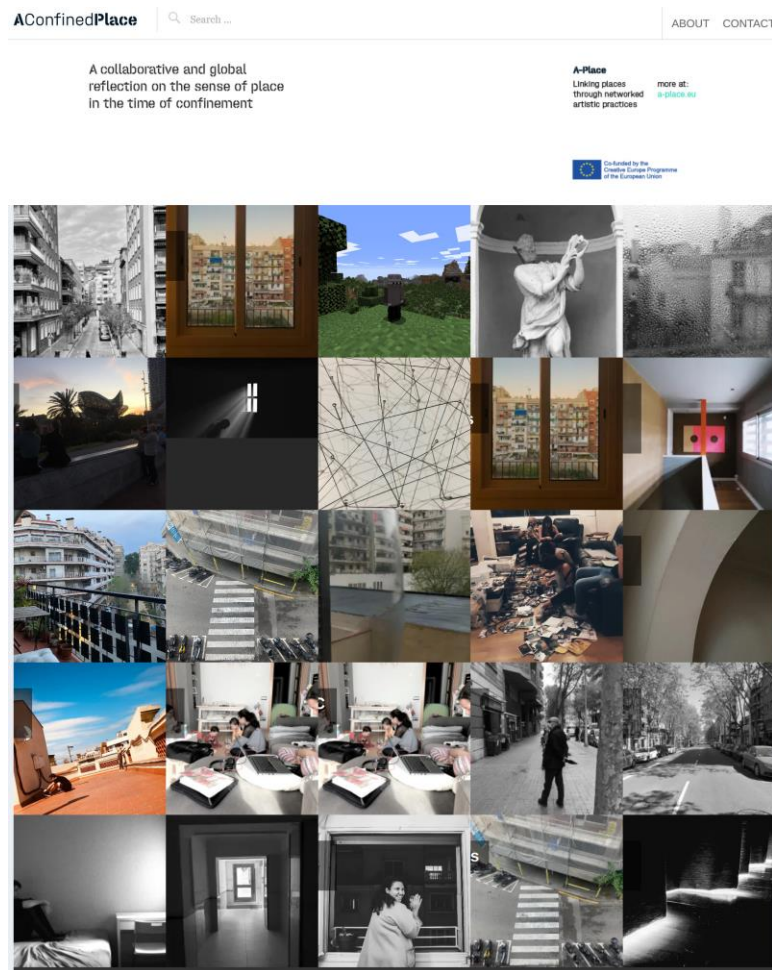 AConfinedPlace
Search ...
ABOUT CONTACT
A collaborative and global
reflection on the sense of place
in the time of confinement
A-Place
Linking places
through networked
artistic practices
more at:
a-place.eu
Co-funded by the
Creative Europe Programme
of the European Union
s
C
s